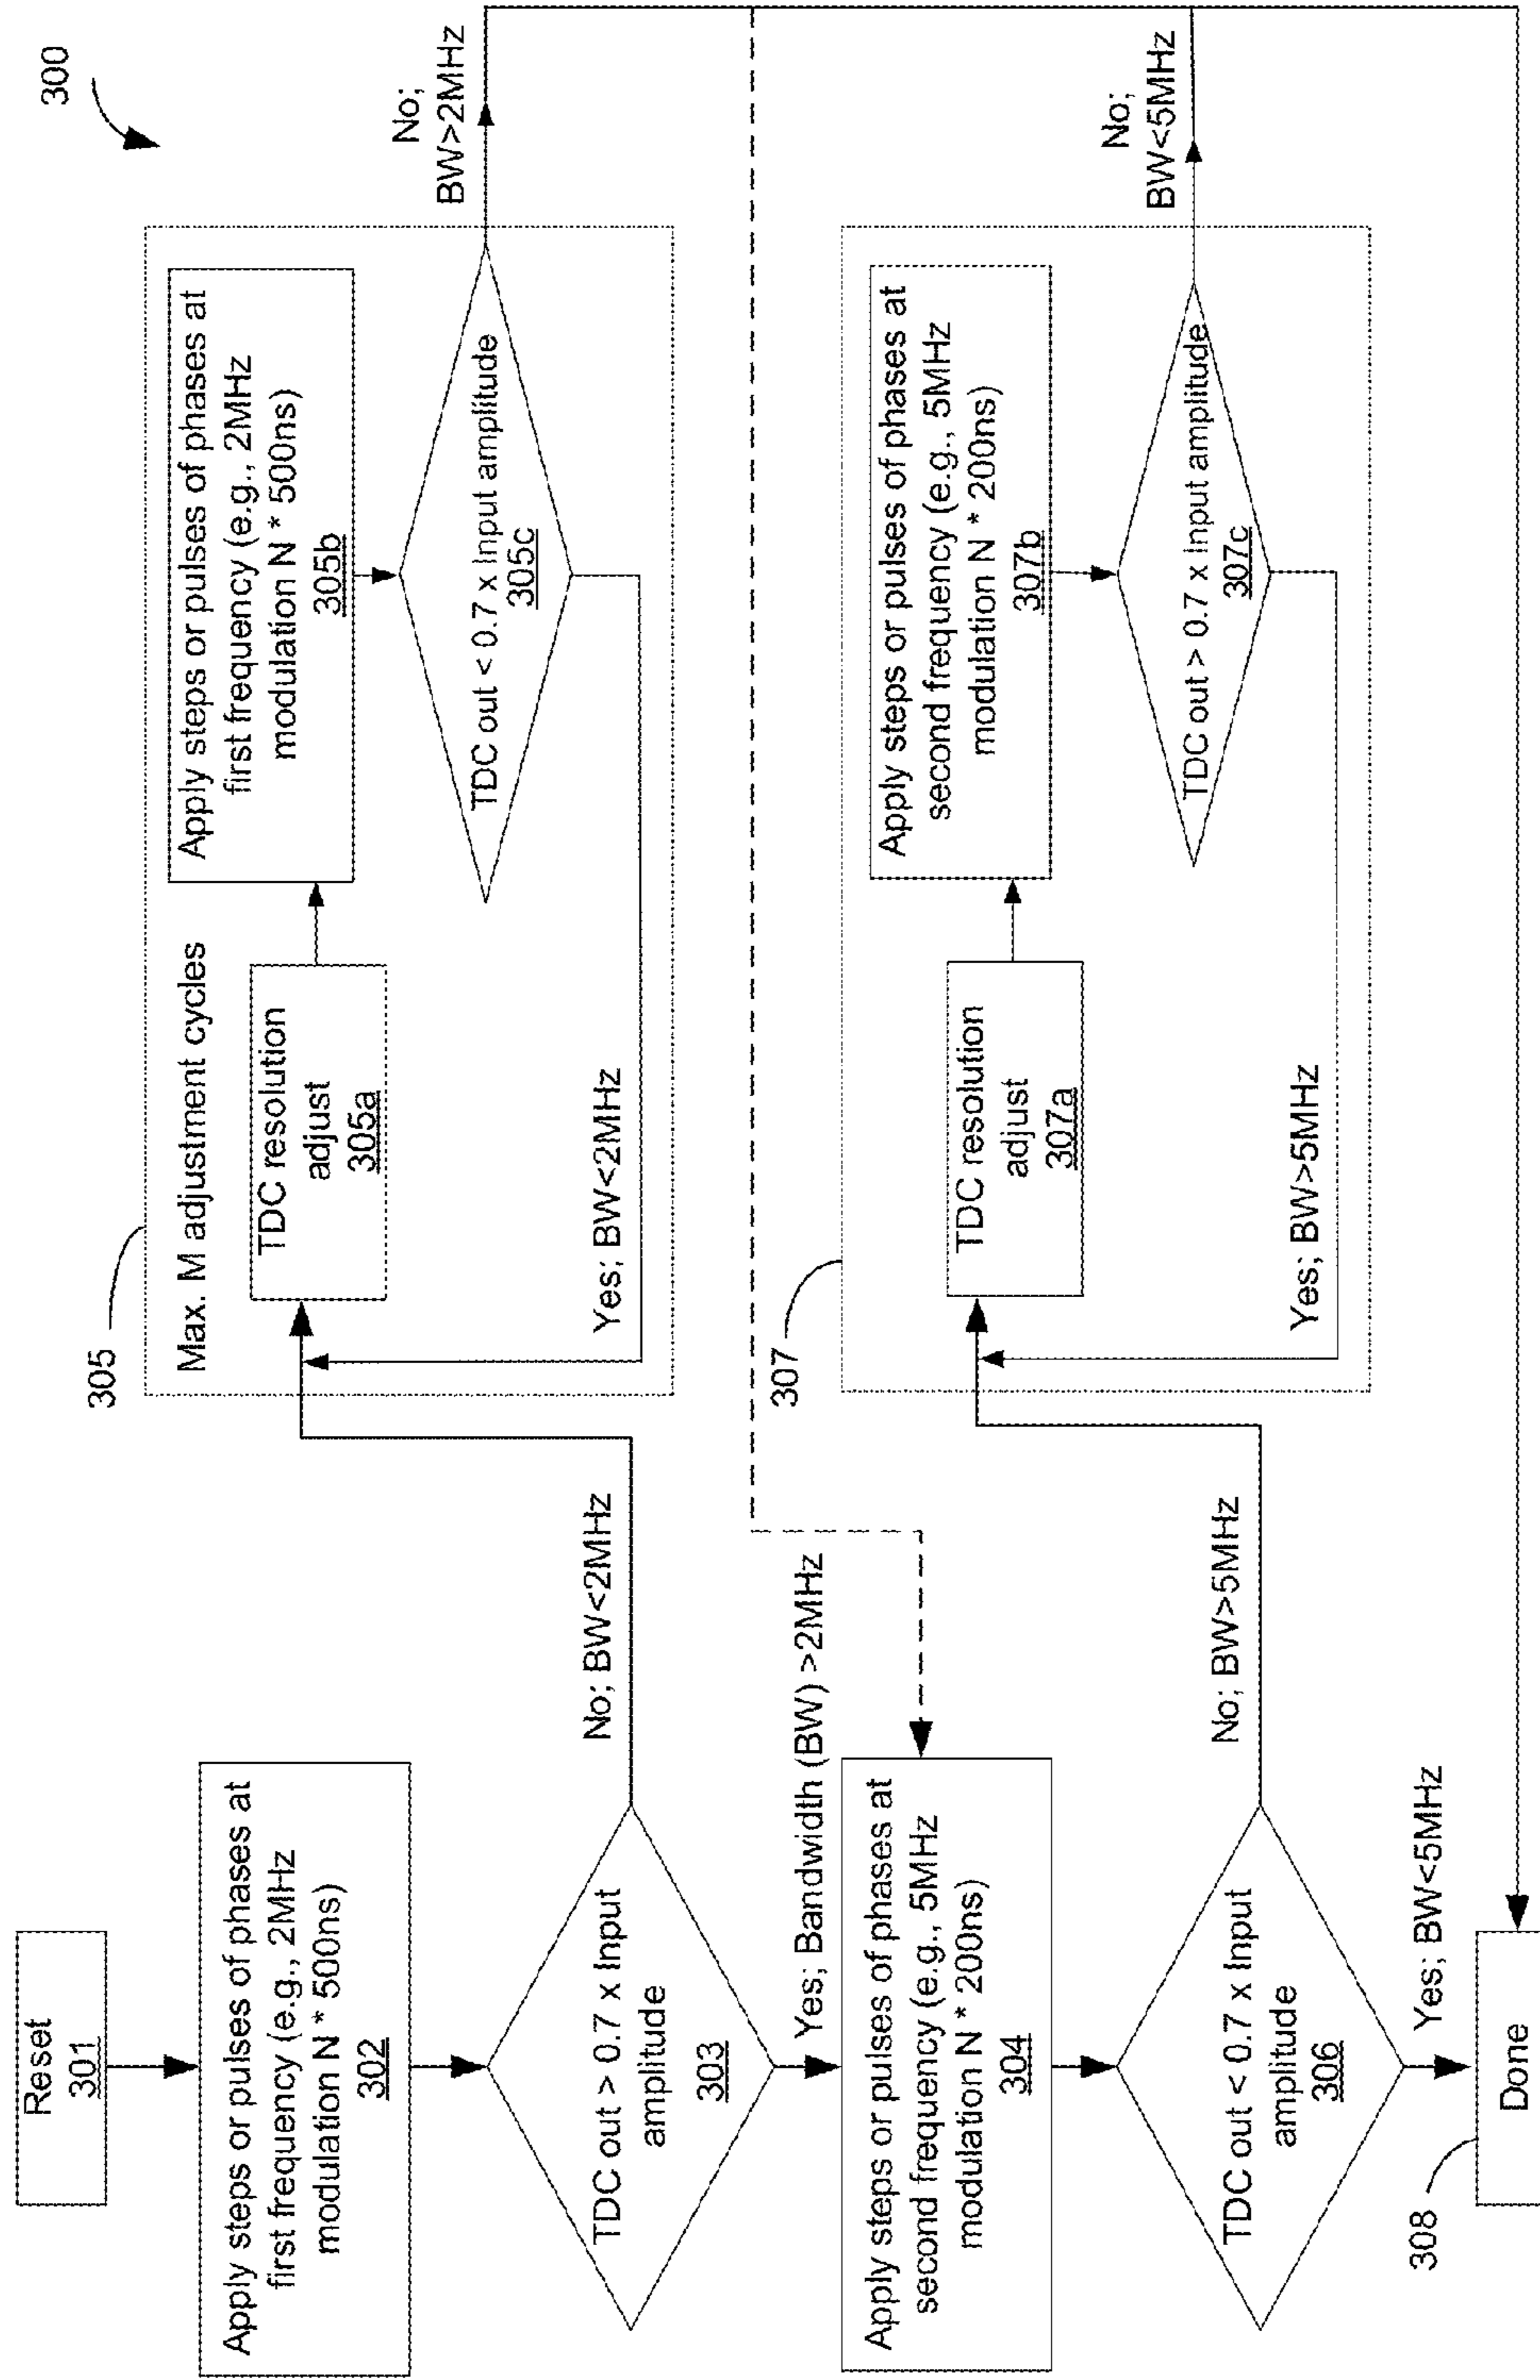 300
Reset
301
Apply steps or pulses of phases at
first frequency (e.g., 2MHz
modulation N * 500ns)
302
TDC out > 0.7 x Input
amplitude
303
No; BW<2MHz
Yes; Bandwidth (BW) >2MHz
Apply steps or pulses of phases at
second frequency (e.g., 5MHz
modulation N * 200ns)
304
TDC out < 0.7 x Input
amplitude
306
No; BW>5MHz
Yes; BW<5MHz
308
Done
305
Max. M adjustment cycles
TDC resolution
adjust
305a
Apply steps or pulses of phases at
first frequency (e.g., 2MHz
modulation N * 500ns)
305b
TDC out < 0.7 x Input amplitude
305c
Yes; BW<2MHz
No;
BW>2MHz
307
TDC resolution
adjust
307a
Apply steps or pulses of phases at
second frequency (e.g., 5MHz
modulation N * 200ns)
307b
TDC out > 0.7 x Input amplitude
307c
Yes; BW>5MHz
No;
BW<5MHz